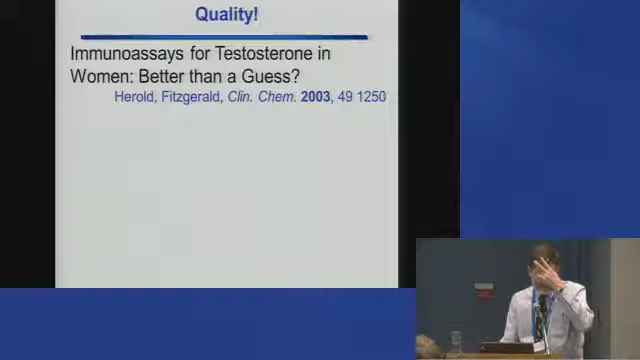 Quality!
Immunoassays for Testosterone in
Women: Better than a Guess?
Herold, Fitzgerald, Clin. Chem. 2003, 49 1250